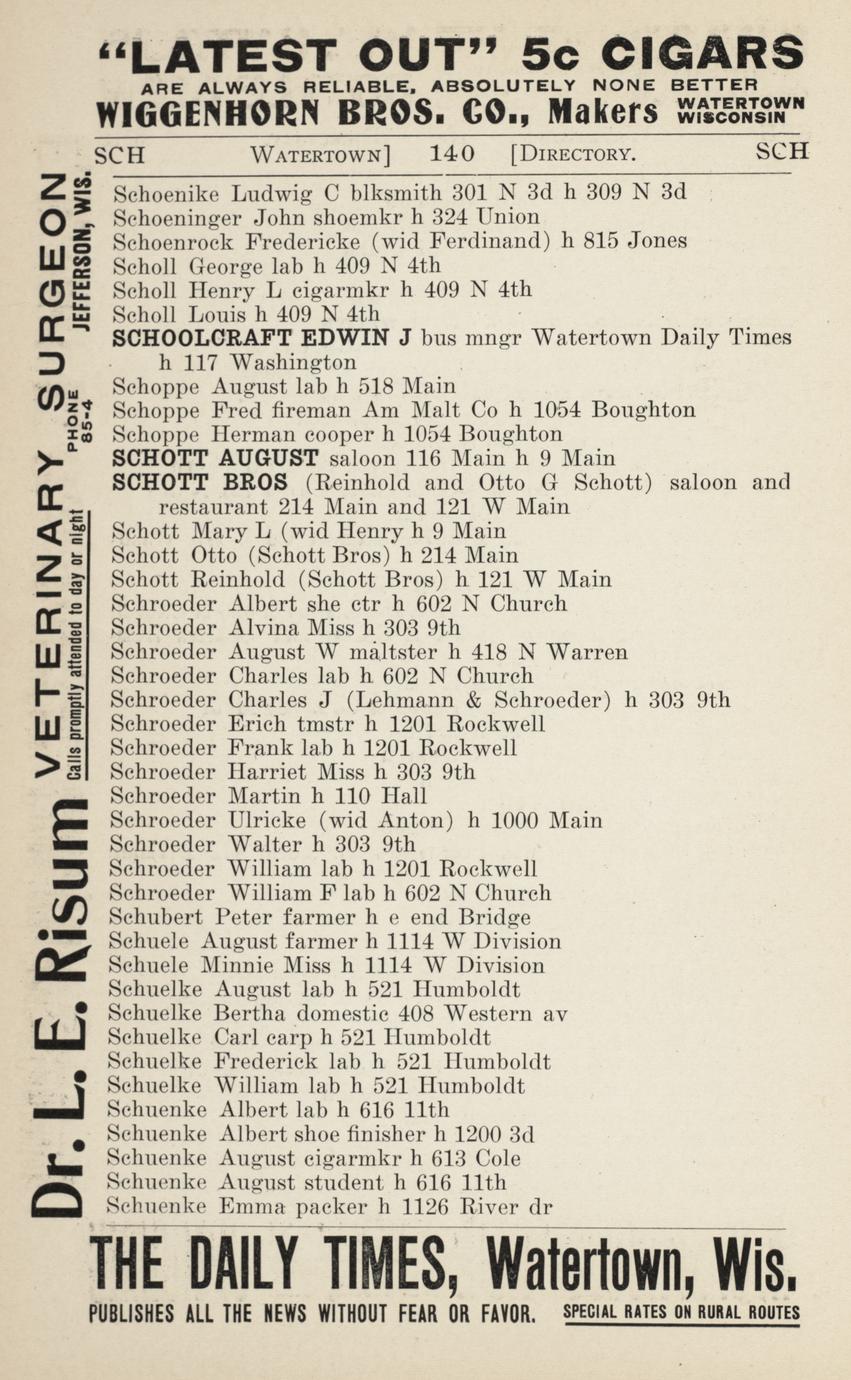 “LATEST OUT” 5c CIGARS
ARE ALWAYS RELIABLE, ABSOLUTELY NONE BETTER
WIGGENHORN BROS. CO., Makers WATERTOWN WISCONSIN
SCH WATERTOWN] 140 [DIRECTORY. SCH
Schoenike Ludwig C blksmith 301 N 3d h 309 N 3d
Schoeninger John shoemkr h 324 Union
Schoenrock Fredericke (wid Ferdinand) h 815 Jones
Scholl George lab h 409 N 4th
Scholl Henry L cigarmkr h 409 N 4th
Scholl Louis h 409 N 4th
SCHOOLCRAFT EDWIN J bus mngr Watertown Daily Times
h 117 Washington
Schoppe August lab h 518 Main
Schoppe Fred fireman Am Malt Co h 1054 Boughton
Schoppe Herman cooper h 1054 Boughton
SCHOTT AUGUST saloon 116 Main h 9 Main
SCHOTT BROS (Reinhold and Otto G Schott) saloon and
restaurant 214 Main and 121 W Main
Schott Mary L (wid Henry h 9 Main
Schott Otto (Schott Bros) h 214 Main
Schott Reinhold (Schott Bros) h 121 W Main
Schroeder Albert she ctr h 602 N Church
Schroeder Alvina Miss h 303 9th
Schroeder August W maltster h 418 N Warren
Schroeder Charles lab h 602 N Church
Schroeder Charles J (Lehmann & Schroeder) h 303 9th
Schroeder Erich tmstr h 1201 Rockwell
Schroeder Frank lab h 1201 Rockwell
Schroeder Harriet Miss h 303 9th
Schroeder Martin h 110 Hall
Schroeder Ulricke (wid Anton) h 1000 Main
Schroeder Walter h 303 9th
Schroeder William lab h 1201 Rockwell
Schroeder William F lab h 602 N Church
Schubert Peter farmer h e end Bridge
Schuele August farmer h 1114 W Division
Schuele Minnie Miss h 1114 W Division
Schuelke August lab h 521 Humboldt
Schuelke Bertha domestic 408 Western av
Schuelke Carl carp h 521 Humboldt
Schuelke Frederick lab h 521 Humboldt
Schuelke William lab h 521 Humboldt
Schuenke Albert lab h 616 11th
Schuenke Albert shoe finisher h 1200 3d
Schuenke August cigarmkr h 613 Cole
Schuenke August student h 616 11th
Schuenke Emma packer h 1126 River dr
Dr. L. E. Risum VETERINARY SURGEON
Calls promptly attended to day or night
PHONE 85-4
JEFFERSON, WIS.
THE DAILY TIMES, Watertown, Wis.
PUBLISHES ALL THE NEWS WITHOUT FEAR OR FAVOR. SPECIAL RATES ON RURAL ROUTES